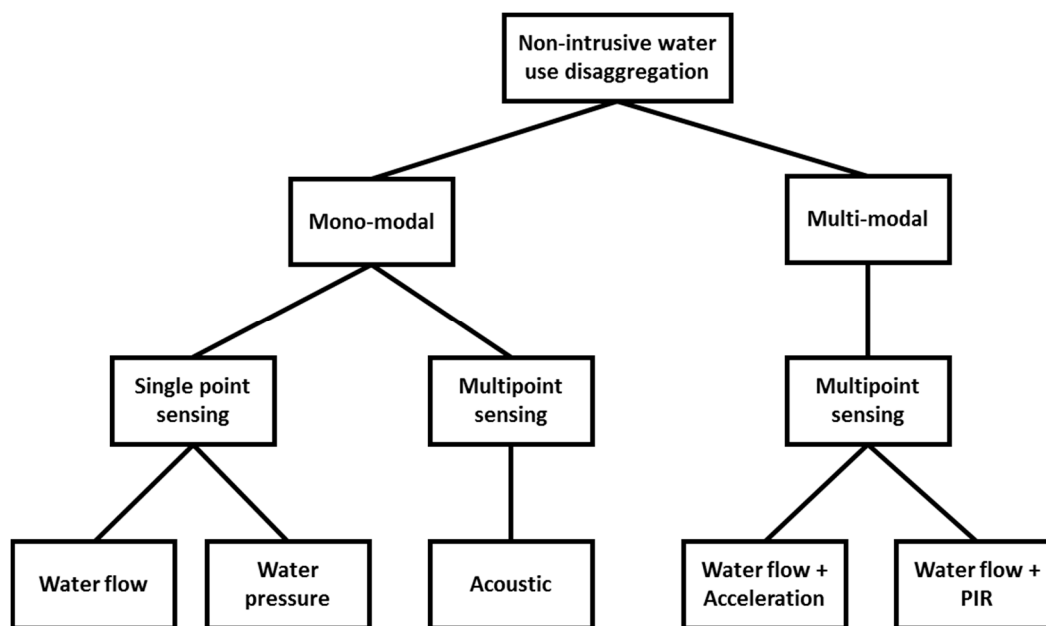 Non-intrusive water
use disaggregation
Mono-modal
Multi-modal
Single point
sensing
Multipoint
sensing
Multipoint
sensing
Water flow
Water
pressure
Acoustic
Water flow +
Acceleration
Water flow +
PIR